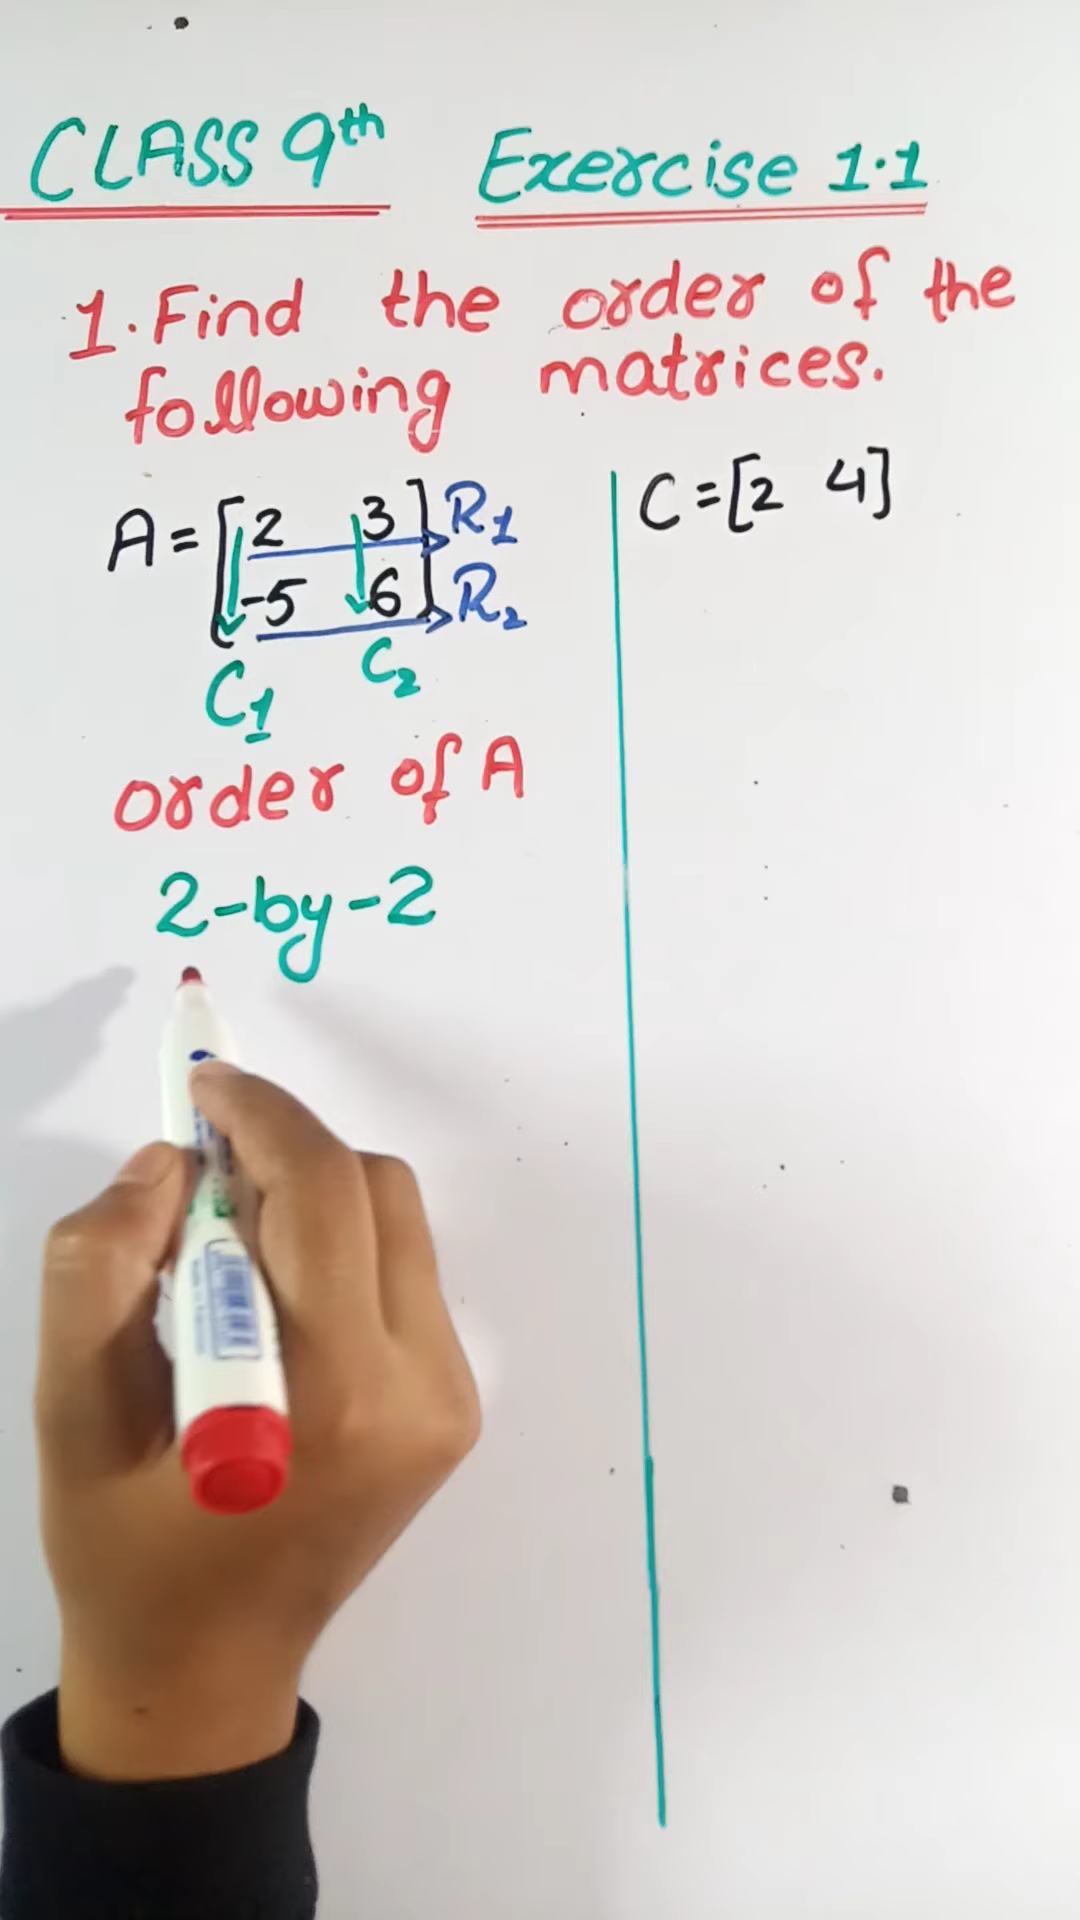 CLASS 9th Exercise 1.1
1. Find the order of the
following matrices.
A = [2 3] R1
[-5 6] R2
C1 C2
order of A
2-by-2
C = [2 4]